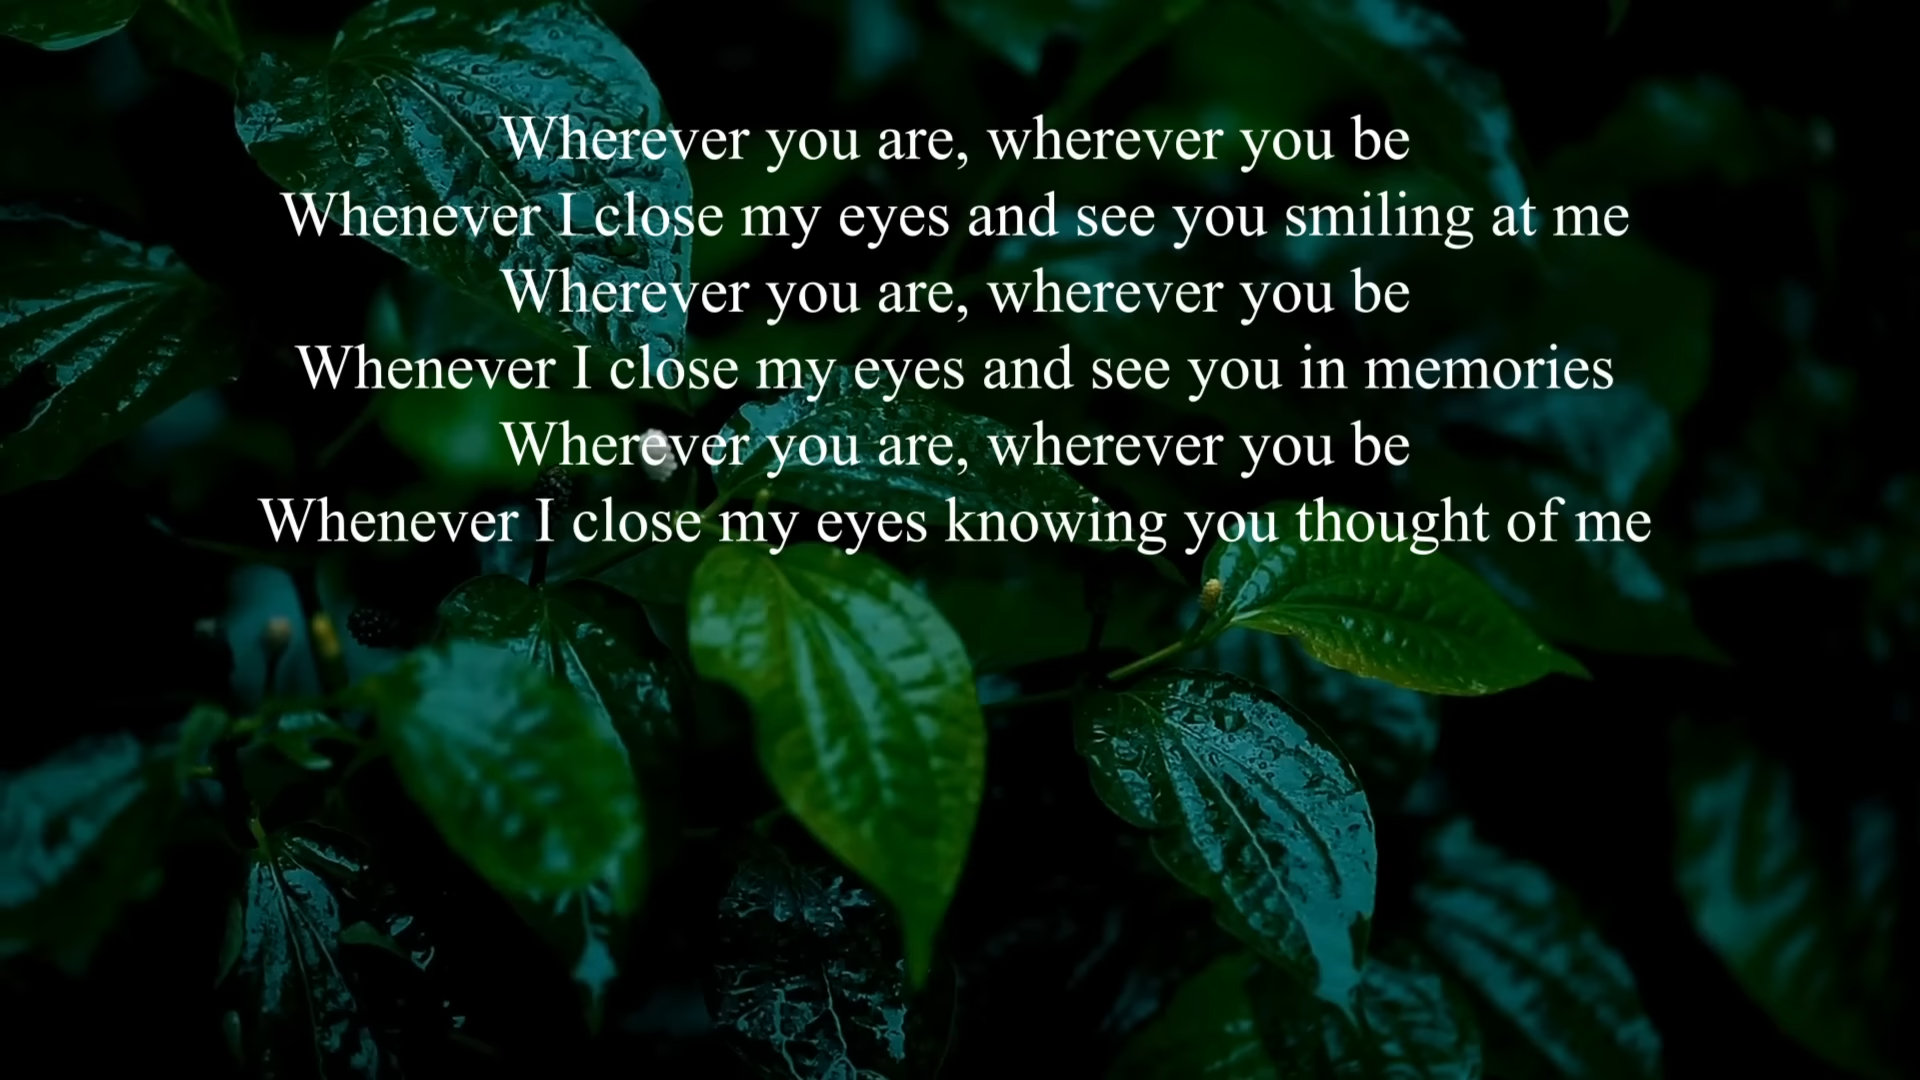 Wherever you are, wherever you be
Whenever I close my eyes and see you smiling at me
Wherever you are, wherever you be
Whenever I close my eyes and see you in memories
Wherever you are, wherever you be
Whenever I close my eyes knowing you thought of me